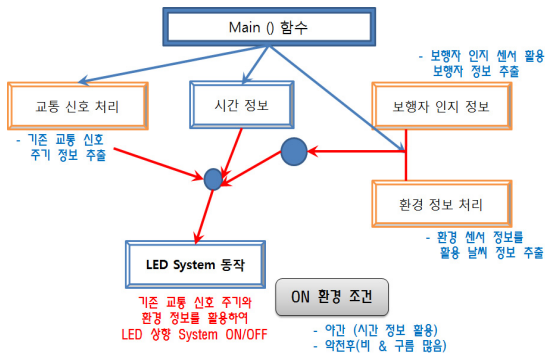 Main () 함수
- 보행자 인지 센서 활용
보행자 정보 추출
교통 신호 처리
시간 정보
보행자 인지 정보
- 기존 교통 신호
주기 정보 추출
환경 정보 처리
- 환경 센서 정보를
활용 날씨 정보 추출
LED System 동작
기존 교통 신호 주기와
환경 정보를 활용하여
LED 상향 System ON/OFF
ON 환경 조건
- 야간 (시간 정보 활용)
- 악천후(비 & 구름 많음)